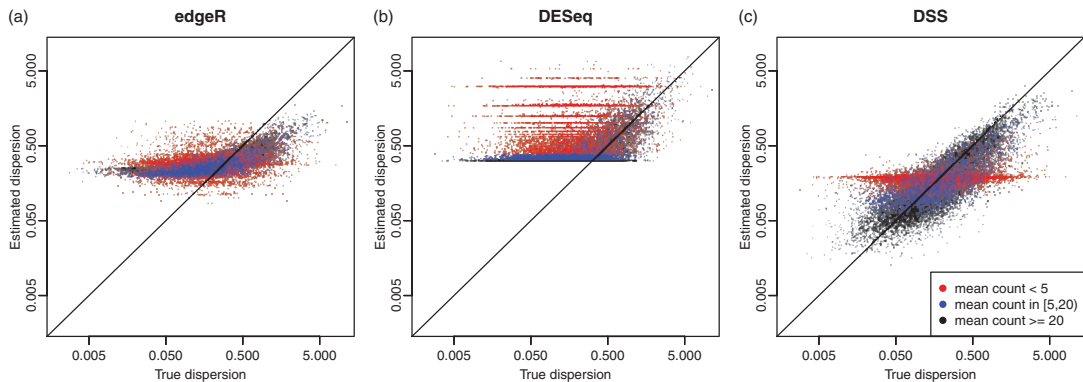 (a)
edgeR
Estimated dispersion
5.000
0.500
0.050
0.005
0.005 0.050 0.500 5.000
True dispersion
(b)
DESeq
Estimated dispersion
5.000
0.500
0.050
0.005
0.005 0.050 0.500 5.000
True dispersion
(c)
DSS
Estimated dispersion
5.000
0.500
0.050
0.005
mean count < 5
mean count in [5,20)
mean count >= 20
0.005 0.050 0.500 5.000
True dispersion